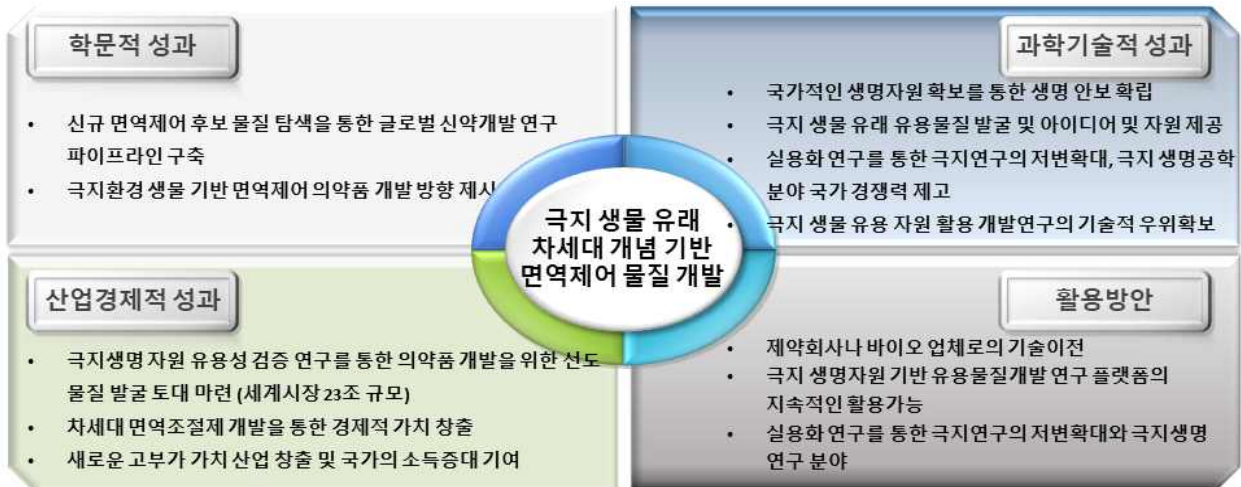 학문적 성과
• 신규 면역제어 후보 물질 탐색을 통한 글로벌 신약개발 연구
파이프라인 구축
• 극지환경 생물 기반 면역제어 의약품 개발 방향 제시
과학기술적 성과
• 국가적인 생명자원 확보를 통한 생명 안보 확립
• 극지 생물 유래 유용물질 발굴 및 아이디어 및 자원 제공
• 실용화 연구를 통한 극지연구의 저변확대, 극지 생명공학
분야 국가 경쟁력 제고
• 극지 생물 유용 자원 활용 개발연구의 기술적 우위확보
극지 생물 유래
차세대 개념 기반
면역제어 물질 개발
산업경제적 성과
• 극지생명 자원 유용성 검증 연구를 통한 의약품 개발을 위한 선도
물질 발굴 토대 마련 (세계시장 23조 규모)
• 차세대 면역조절제 개발을 통한 경제적 가치 창출
• 새로운 고부가 가치 산업 창출 및 국가의 소득증대 기여
활용방안
• 제약회사나 바이오 업체로의 기술이전
• 극지 생명자원 기반 유용물질개발 연구 플랫폼의
지속적인 활용가능
• 실용화 연구를 통한 극지연구의 저변확대와 극지생명
연구 분야